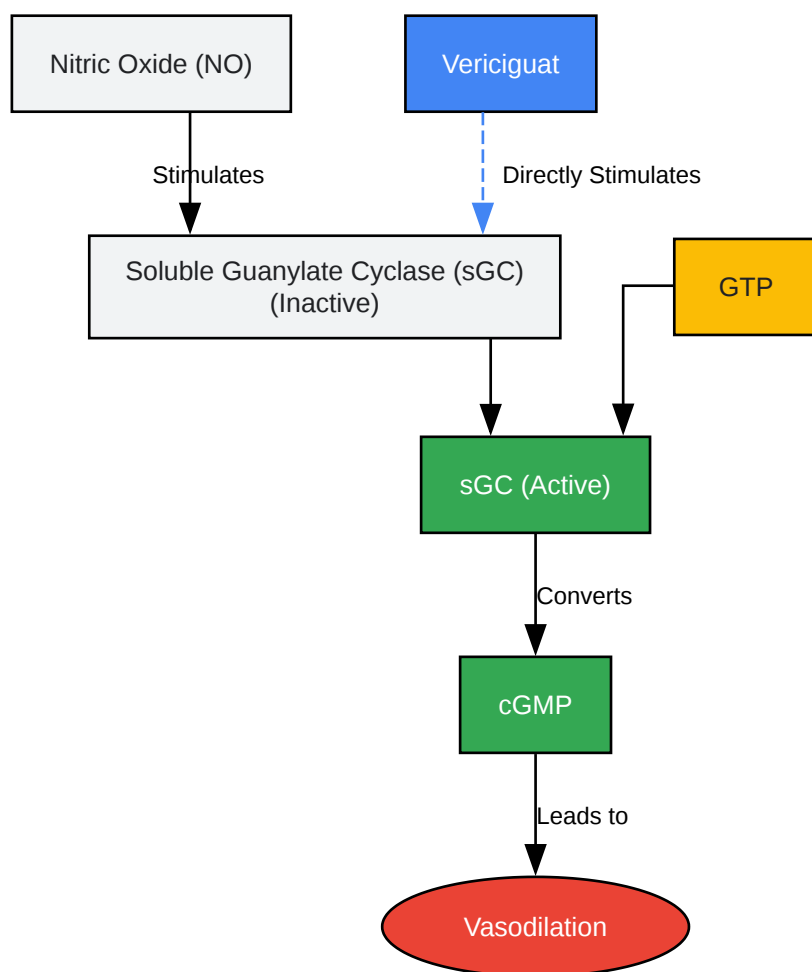 Nitric Oxide (NO)
Vericiguat
Stimulates
Directly Stimulates
Soluble Guanylate Cyclase (sGC)
(Inactive)
GTP
sGC (Active)
Converts
cGMP
Leads to
Vasodilation